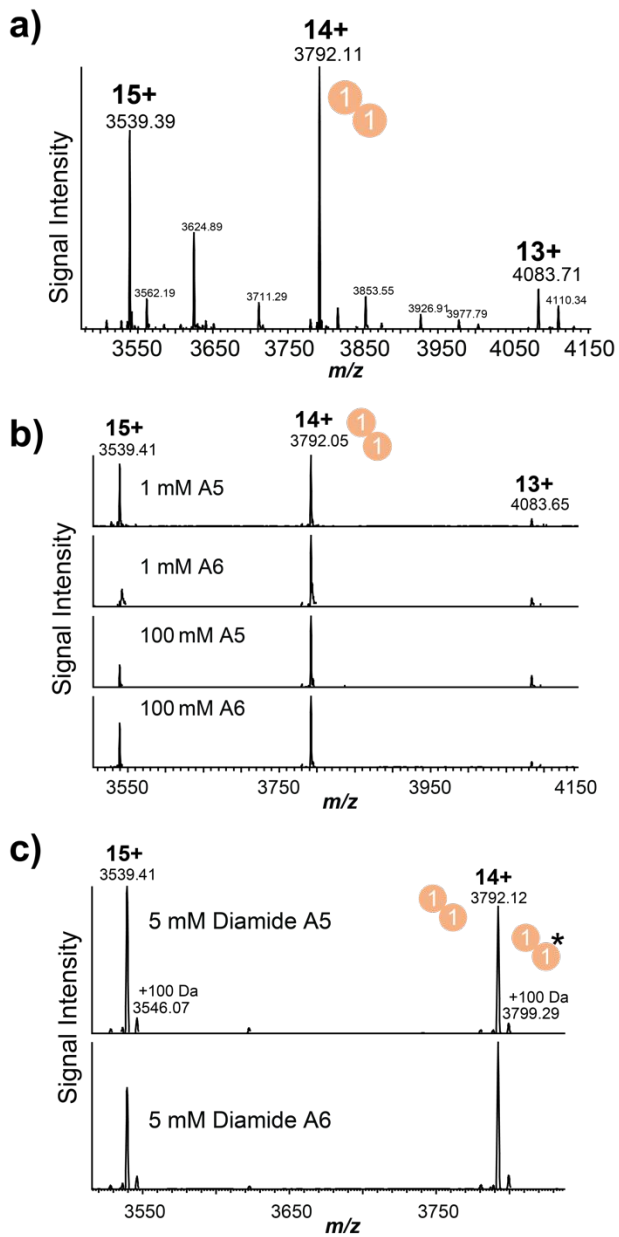 a)
14+
3792.11
15+
3539.39
1
1
3624.89
13+
4083.71
3562.19
3711.29
3853.55
3926.91
3977.79
4110.34
Signal Intensity
3550 3650 3750 3850 3950 4050 4150
m/z
b)
15+
3539.41
14+
3792.05
1
1
13+
4083.65
1 mM A5
1 mM A6
100 mM A5
100 mM A6
Signal Intensity
3550 3750 3950 4150
m/z
c)
15+
3539.41
14+
3792.12
1
1
1
1
*
5 mM Diamide A5
+100 Da
3546.07
+100 Da
3799.29
5 mM Diamide A6
Signal Intensity
3550 3650 3750
m/z